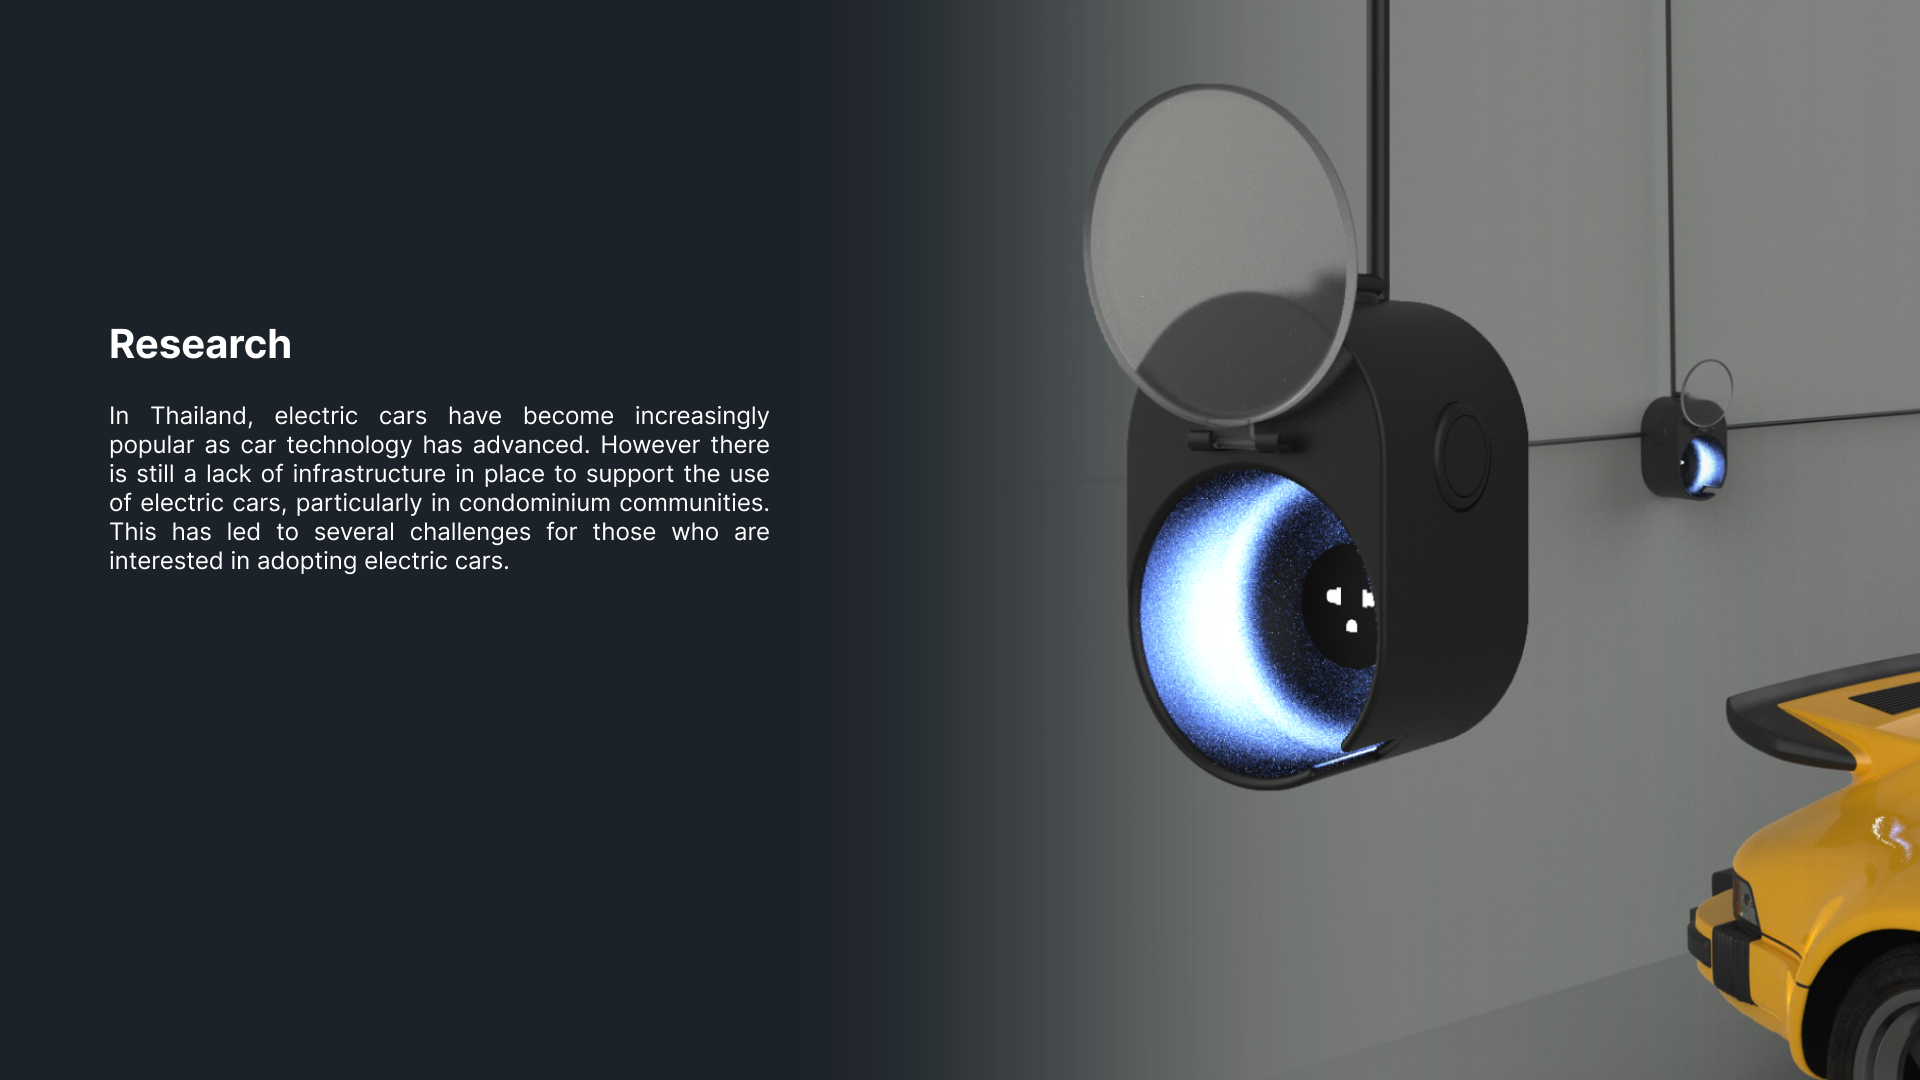 Research
In Thailand, electric cars have become increasingly
popular as car technology has advanced. However there
is still a lack of infrastructure in place to support the use
of electric cars, particularly in condominium communities.
This has led to several challenges for those who are
interested in adopting electric cars.